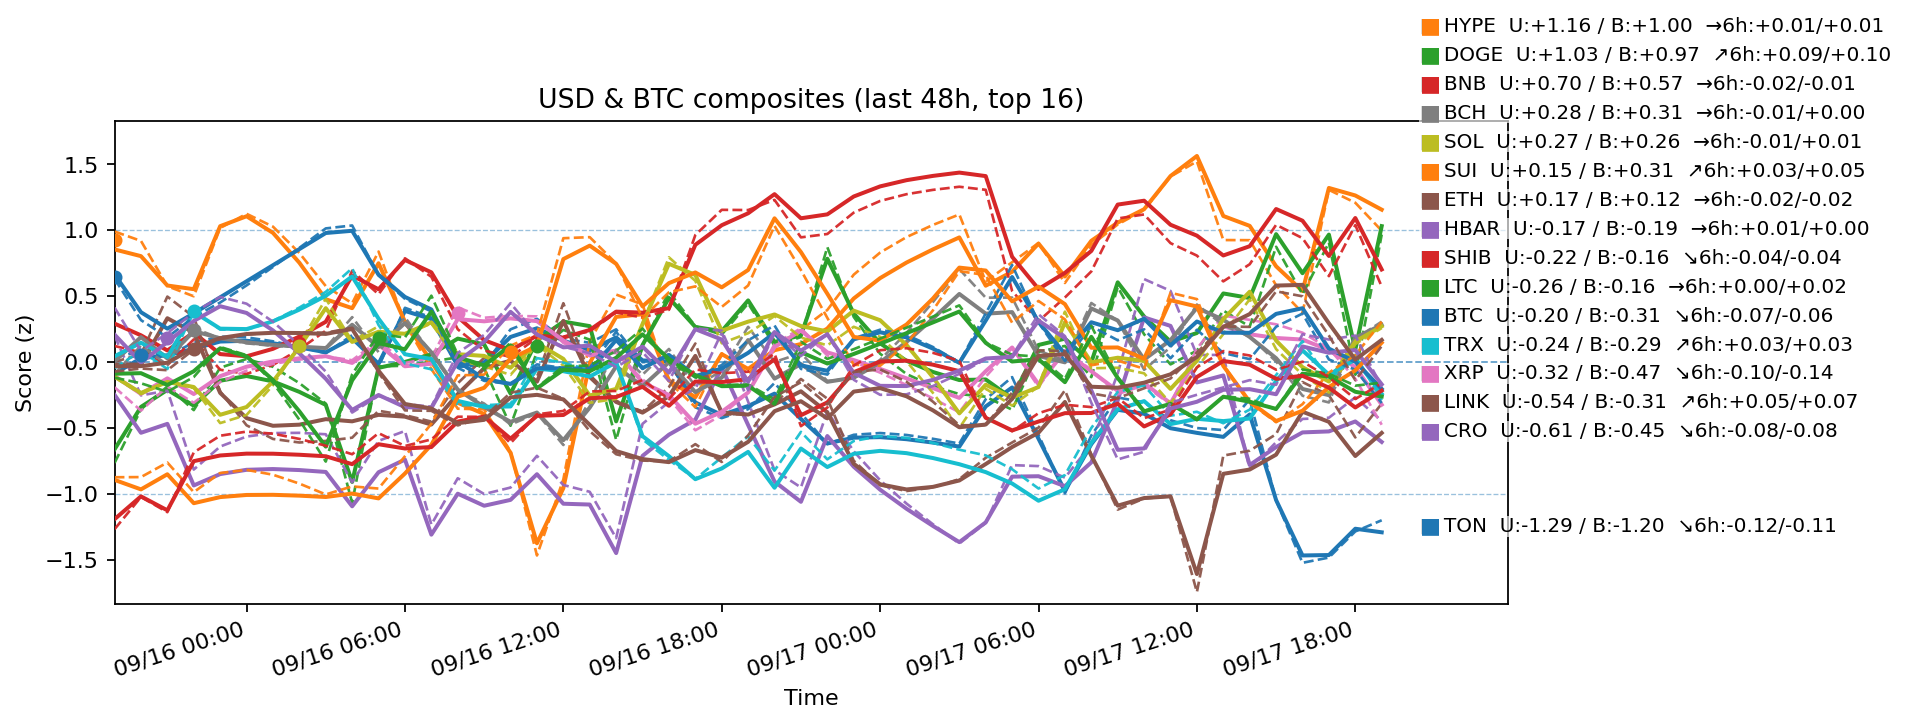 HYPE U:+1.16 / B:+1.00 →6h:+0.01/+0.01
DOGE U:+1.03 / B:+0.97 ↗6h:+0.09/+0.10
BNB U:+0.70 / B:+0.57 →6h:-0.02/-0.01
BCH U:+0.28 / B:+0.31 →6h:-0.01/+0.00
SOL U:+0.27 / B:+0.26 →6h:-0.01/+0.01
SUI U:+0.15 / B:+0.31 ↗6h:+0.03/+0.05
ETH U:+0.17 / B:+0.12 →6h:-0.02/-0.02
HBAR U:-0.17 / B:-0.19 →6h:+0.01/+0.00
SHIB U:-0.22 / B:-0.16 ↘6h:-0.04/-0.04
LTC U:-0.26 / B:-0.16 →6h:+0.00/+0.02
BTC U:-0.20 / B:-0.31 ↘6h:-0.07/-0.06
TRX U:-0.24 / B:-0.29 ↗6h:+0.03/+0.03
XRP U:-0.32 / B:-0.47 ↘6h:-0.10/-0.14
LINK U:-0.54 / B:-0.31 ↗6h:+0.05/+0.07
CRO U:-0.61 / B:-0.45 ↘6h:-0.08/-0.08
TON U:-1.29 / B:-1.20 ↘6h:-0.12/-0.11
USD & BTC composites (last 48h, top 16)
Score (z)
1.5
1.0
0.5
0.0
−0.5
−1.0
−1.5
09/16 00:00
09/16 06:00
09/16 12:00
09/16 18:00
09/17 00:00
09/17 06:00
09/17 12:00
09/17 18:00
Time